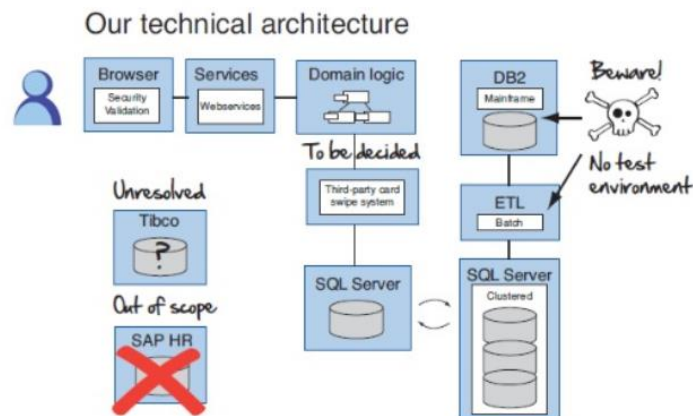 Our technical architecture
Browser
Security
Validation
Services
Webservices
Domain logic
DB2
Mainframe
Beware!
To be decided
Third-party card
swipe system
No test
environment
ETL
Batch
Unresolved
Tibco
?
SQL Server
SQL Server
Clustered
Out of scope
SAP HR